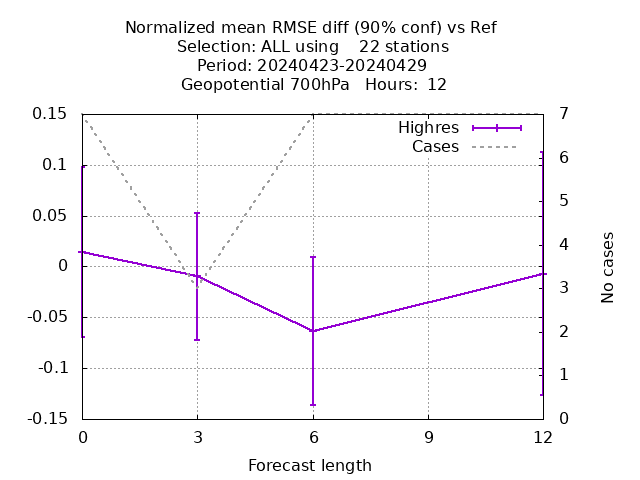 Normalized mean RMSE diff (90% conf) vs Ref
Selection: ALL using    22 stations
Period: 20240423-20240429
Geopotential 700hPa   Hours:  12
Highres
Cases
0.15
0.1
0.05
0
-0.05
-0.1
-0.15
7
6
5
4
3
2
1
0
No cases
0
3
6
9
12
Forecast length